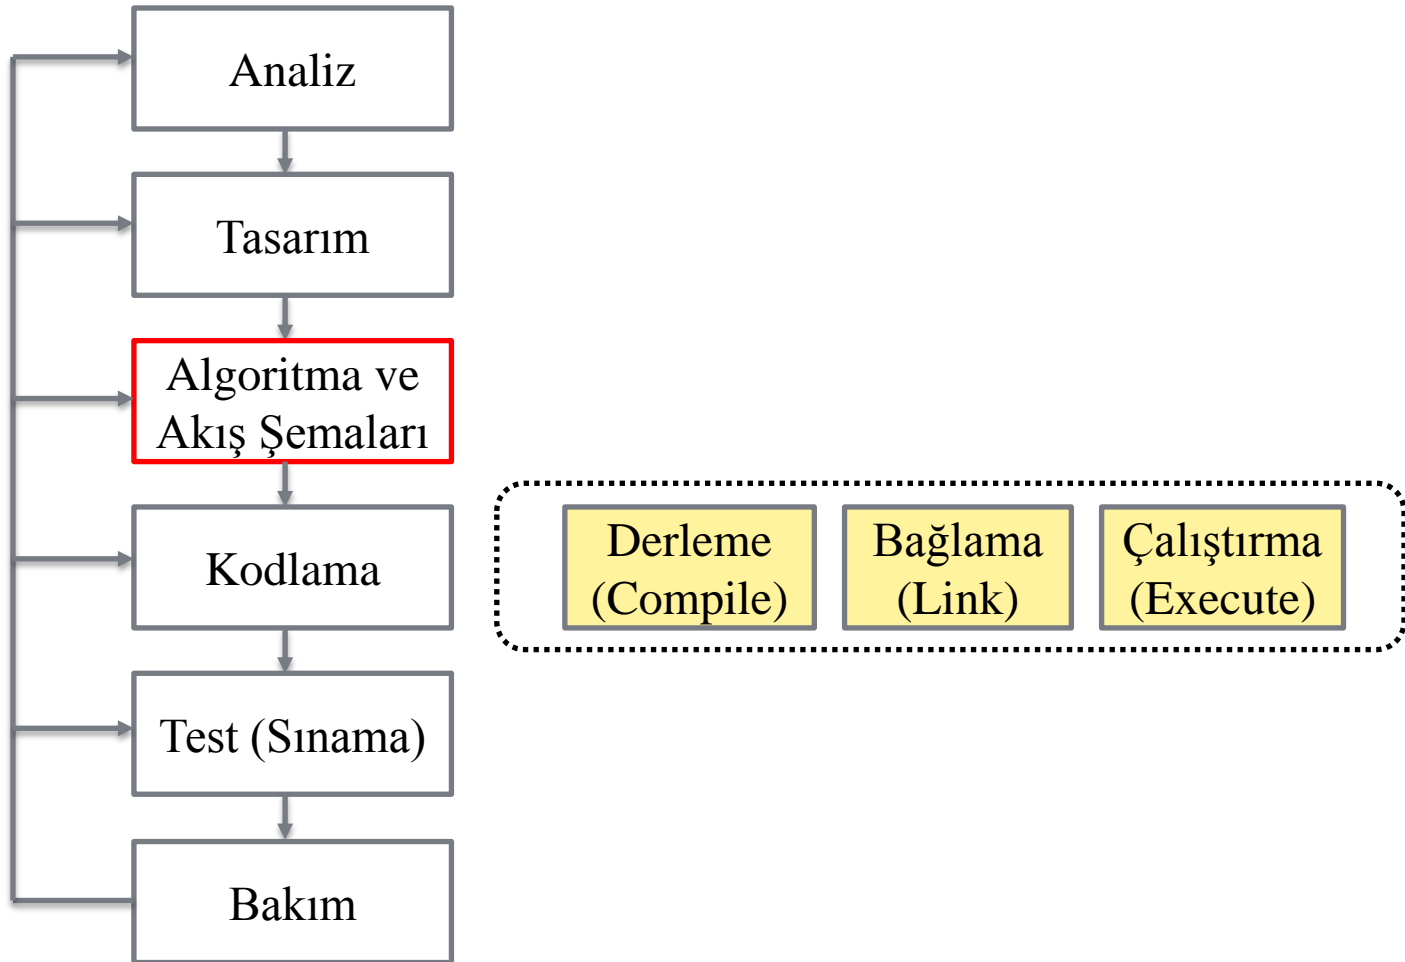 Analiz
Tasarım
Algoritma ve
Akış Şemaları
Kodlama
Derleme
(Compile)
Bağlama
(Link)
Çalıştırma
(Execute)
Test (Sınama)
Bakım